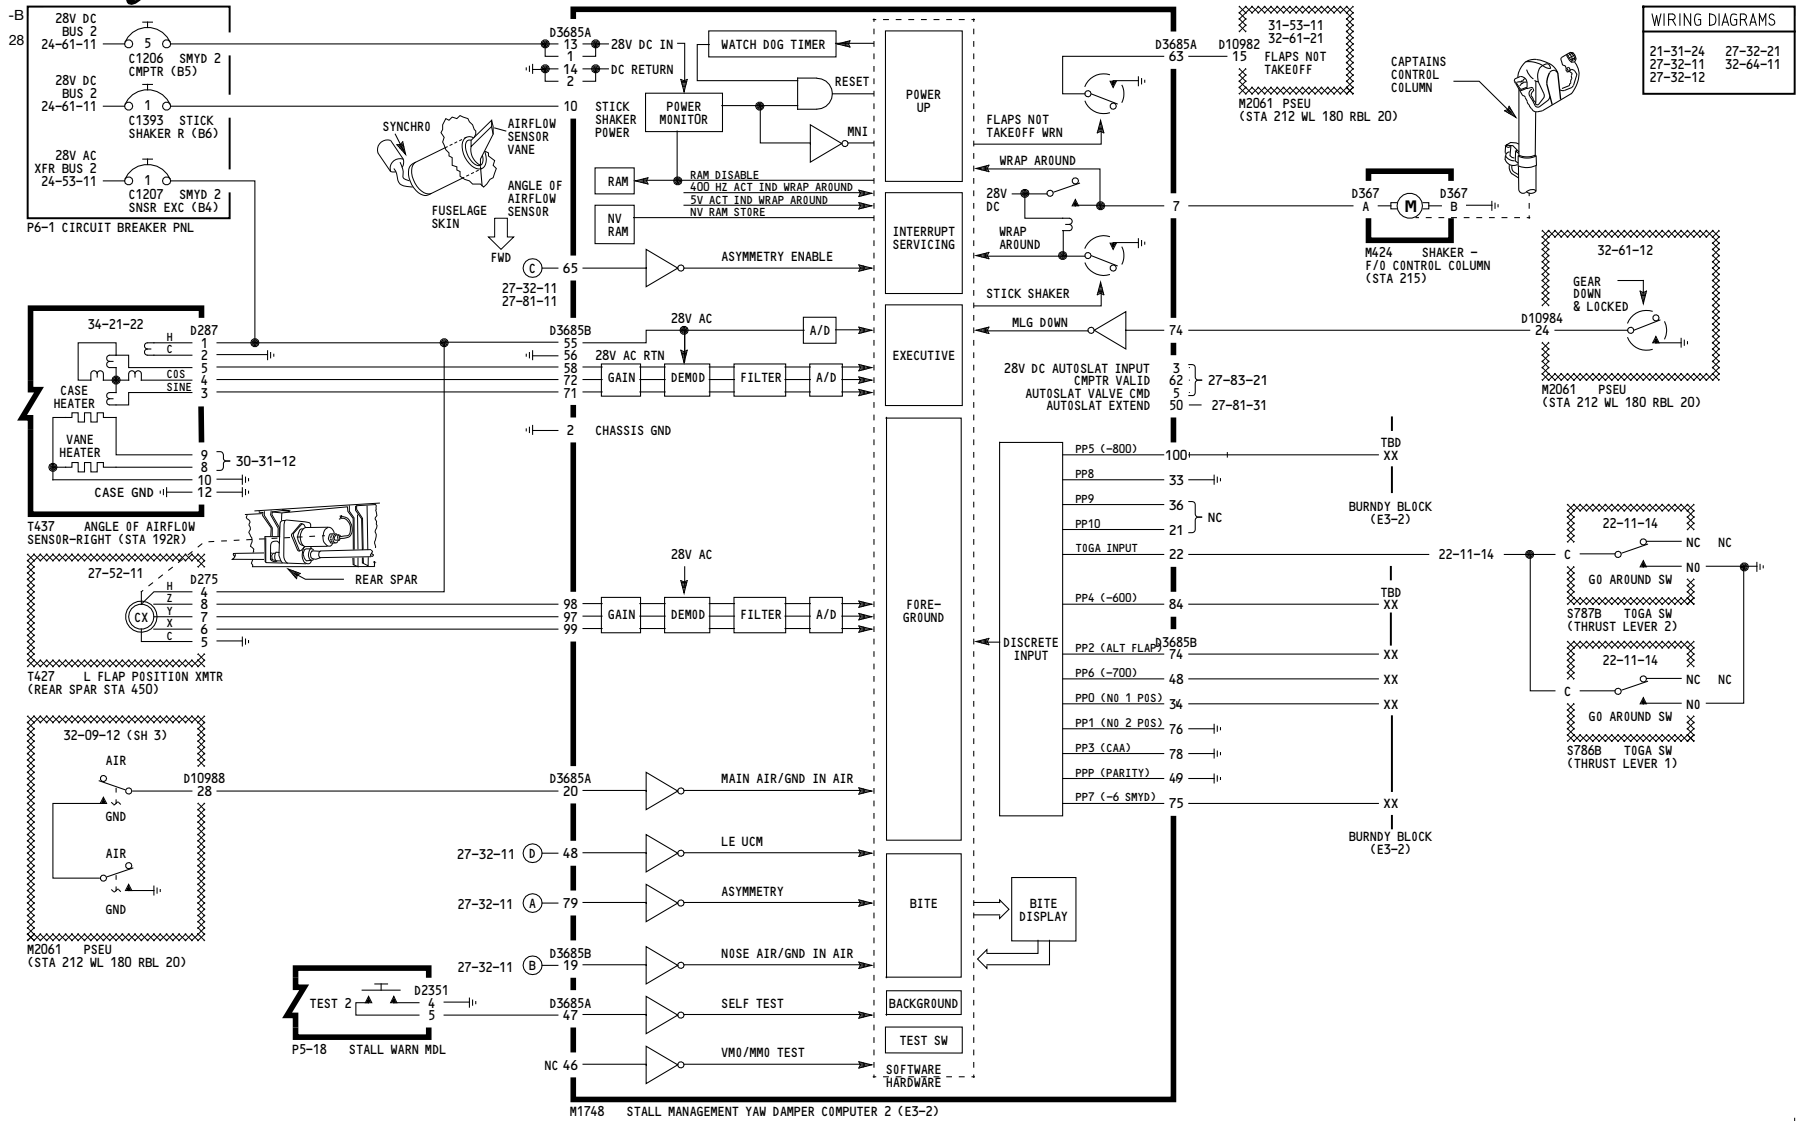 -B
28
28V DC
BUS 2
24-61-11
5
C1206 SMYD 2
CMPTR (B5)
28V DC
BUS 2
24-61-11
1
C1393 STICK
SHAKER R (B6)
28V AC
XFR BUS 2
24-53-11
1
C1207 SMYD 2
SNSR EXC (B4)
P6-1 CIRCUIT BREAKER PNL
SYNCHRO
AIRFLOW
SENSOR
VANE
ANGLE OF
AIRFLOW
SENSOR
FUSELAGE
SKIN
FWD
34-21-22
D287
H 1
C 2
5
COS 4
SINE 3
CASE
HEATER
VANE
HEATER
9
8
30-31-12
10
CASE GND 12
T437 ANGLE OF AIRFLOW
SENSOR-RIGHT (STA 192R)
REAR SPAR
27-52-11
D275
H 4
Z 8
Y 7
X 6
C 5
CX
T427 L FLAP POSITION XMTR
(REAR SPAR STA 450)
32-09-12 (SH 3)
AIR
D10988
28
GND
AIR
GND
M2061 PSEU
(STA 212 WL 180 RBL 20)
TEST 2
D2351
4
5
P5-18 STALL WARN MDL
D3685A
13 28V DC IN
1
14 DC RETURN
2
10 STICK
SHAKER
POWER
WATCH DOG TIMER
RESET
POWER
MONITOR
MNI
RAM
RAM DISABLE
400 HZ ACT IND WRAP AROUND
5V ACT IND WRAP AROUND
NV RAM STORE
NV
RAM
C 65
27-32-11
27-81-11
ASYMMETRY ENABLE
D3685B
55
56
58
72
71
28V AC
28V AC RTN
A/D
GAIN
DEMOD
FILTER
A/D
2 CHASSIS GND
28V AC
98
97
99
GAIN
DEMOD
FILTER
A/D
D3685A
20
MAIN AIR/GND IN AIR
27-32-11 D 48
LE UCM
27-32-11 A 79
ASYMMETRY
D3685B
27-32-11 B 19
NOSE AIR/GND IN AIR
D3685A
47
SELF TEST
NC 46
VMO/MMO TEST
POWER
UP
INTERRUPT
SERVICING
EXECUTIVE
FORE-
GROUND
BITE
BACKGROUND
TEST SW
SOFTWARE
HARDWARE
M1748 STALL MANAGEMENT YAW DAMPER COMPUTER 2 (E3-2)
FLAPS NOT
TAKEOFF WRN
WRAP AROUND
28V
DC
WRAP
AROUND
STICK SHAKER
MLG DOWN
28V DC AUTOSLAT INPUT 3
CMPTR VALID 62
AUTOSLAT VALVE CMD 5
27-83-21
AUTOSLAT EXTEND 50 27-81-31
DISCRETE
INPUT
BITE
DISPLAY
PP5 (-800) 100
PP8 33
PP9 36
PP10 21
NC
TOGA INPUT 22
PP4 (-600) 84
D3685B
PP2 (ALT FLAP) 74
PP6 (-700) 48
PP0 (NO 1 POS) 34
PP1 (NO 2 POS) 76
PP3 (CAA) 78
PPP (PARITY) 49
PP7 (-6 SMYD) 75
D3685A
63
D10982
15
31-53-11
32-61-21
FLAPS NOT
TAKEOFF
M2061 PSEU
(STA 212 WL 180 RBL 20)
7
D367
A
M
D367
B
M424 SHAKER -
F/O CONTROL COLUMN
(STA 215)
CAPTAINS
CONTROL
COLUMN
74
D10984
24
32-61-12
GEAR
DOWN
& LOCKED
M2061 PSEU
(STA 212 WL 180 RBL 20)
TBD
XX
BURNDY BLOCK
(E3-2)
22-11-14
TBD
XX
XX
XX
XX
XX
BURNDY BLOCK
(E3-2)
22-11-14
C
NC NC
NO
GO AROUND SW
S787B TOGA SW
(THRUST LEVER 2)
22-11-14
C
NC NC
NO
GO AROUND SW
S786B TOGA SW
(THRUST LEVER 1)
WIRING DIAGRAMS
21-31-24 27-32-21
27-32-11 32-64-11
27-32-12